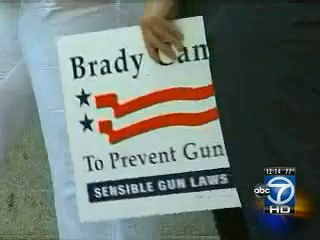 Brady Cam
To Prevent Gun
SENSIBLE GUN LAWS
12:14 77°
abc 7
HD